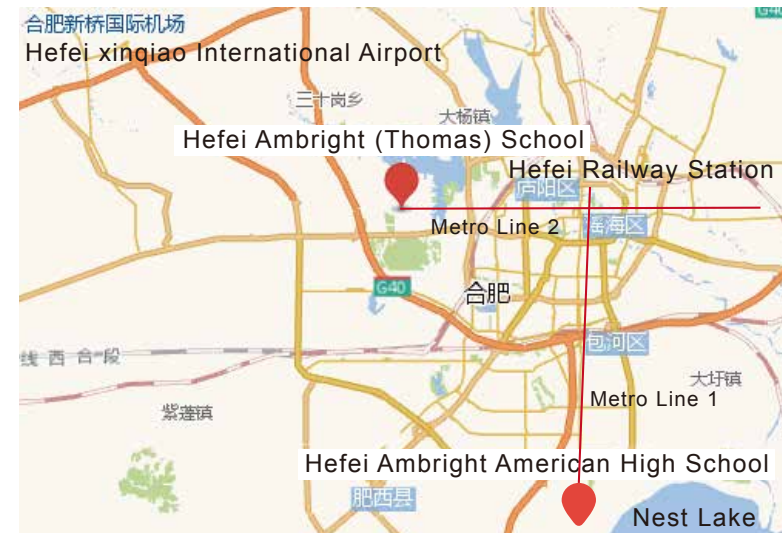 合肥新桥国际机场
G40
Hefei xinqiao International Airport
三十岗乡
大杨镇
Hefei Ambright (Thomas) School
Hefei Railway Station
庐阳区
Metro Line 2
瑶海区
G40
合肥
包河区
线 西 合 段
大圩镇
Metro Line 1
紫蓬镇
Hefei Ambright American High School
肥西县
Nest Lake